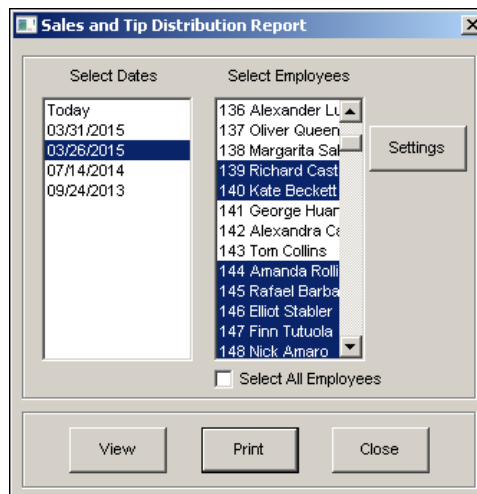 Sales and Tip Distribution Report
Select Dates
Today
03/31/2015
03/26/2015
07/14/2014
09/24/2013
Select Employees
136 Alexander Lu
137 Oliver Queen
138 Margarita Sal
139 Richard Cast
140 Kate Beckett
141 George Huan
142 Alexandra Ca
143 Tom Collins
144 Amanda Rolli
145 Rafael Barba
146 Elliot Stabler
147 Finn Tutuola
148 Nick Amaro
Select All Employees
Settings
View
Print
Close